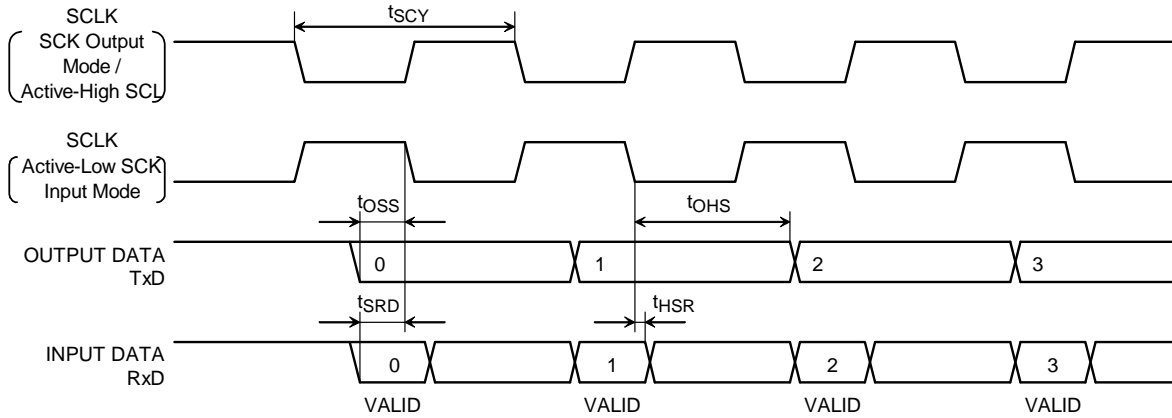 SCLK
SCK Output
Mode /
Active-High SCL
tSCY
SCLK
Active-Low SCK
Input Mode
tOSS
tOHS
OUTPUT DATA
TxD
0
1
2
3
tSRD
tHSR
INPUT DATA
RxD
0
1
2
3
VALID
VALID
VALID
VALID